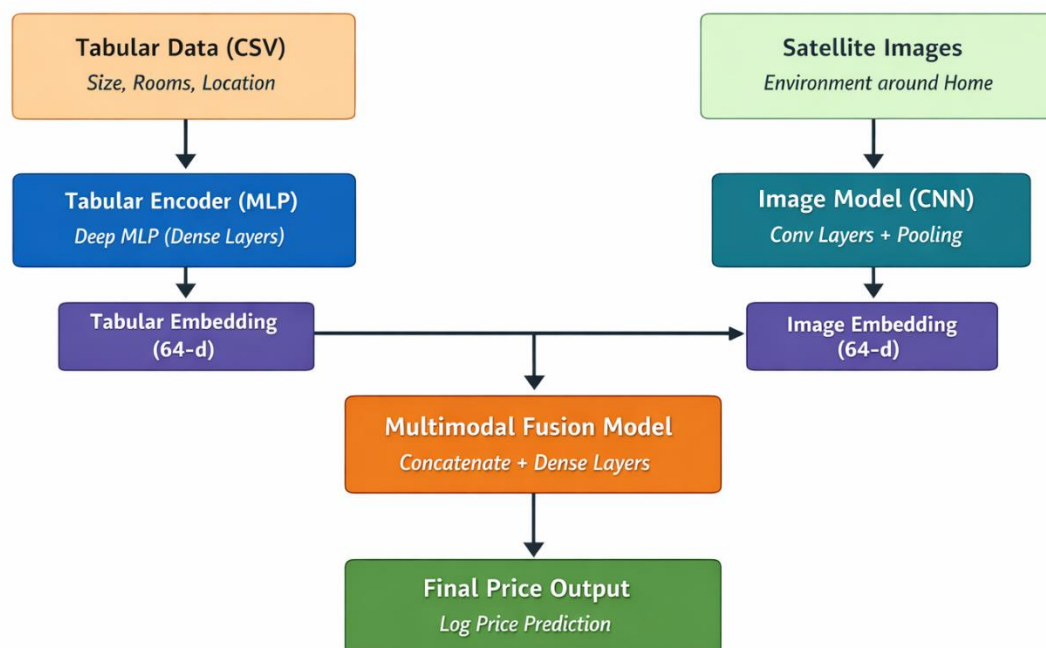 Tabular Data (CSV)
Size, Rooms, Location
Satellite Images
Environment around Home
Tabular Encoder (MLP)
Deep MLP (Dense Layers)
Image Model (CNN)
Conv Layers + Pooling
Tabular Embedding
(64-d)
Image Embedding
(64-d)
Multimodal Fusion Model
Concatenate + Dense Layers
Final Price Output
Log Price Prediction